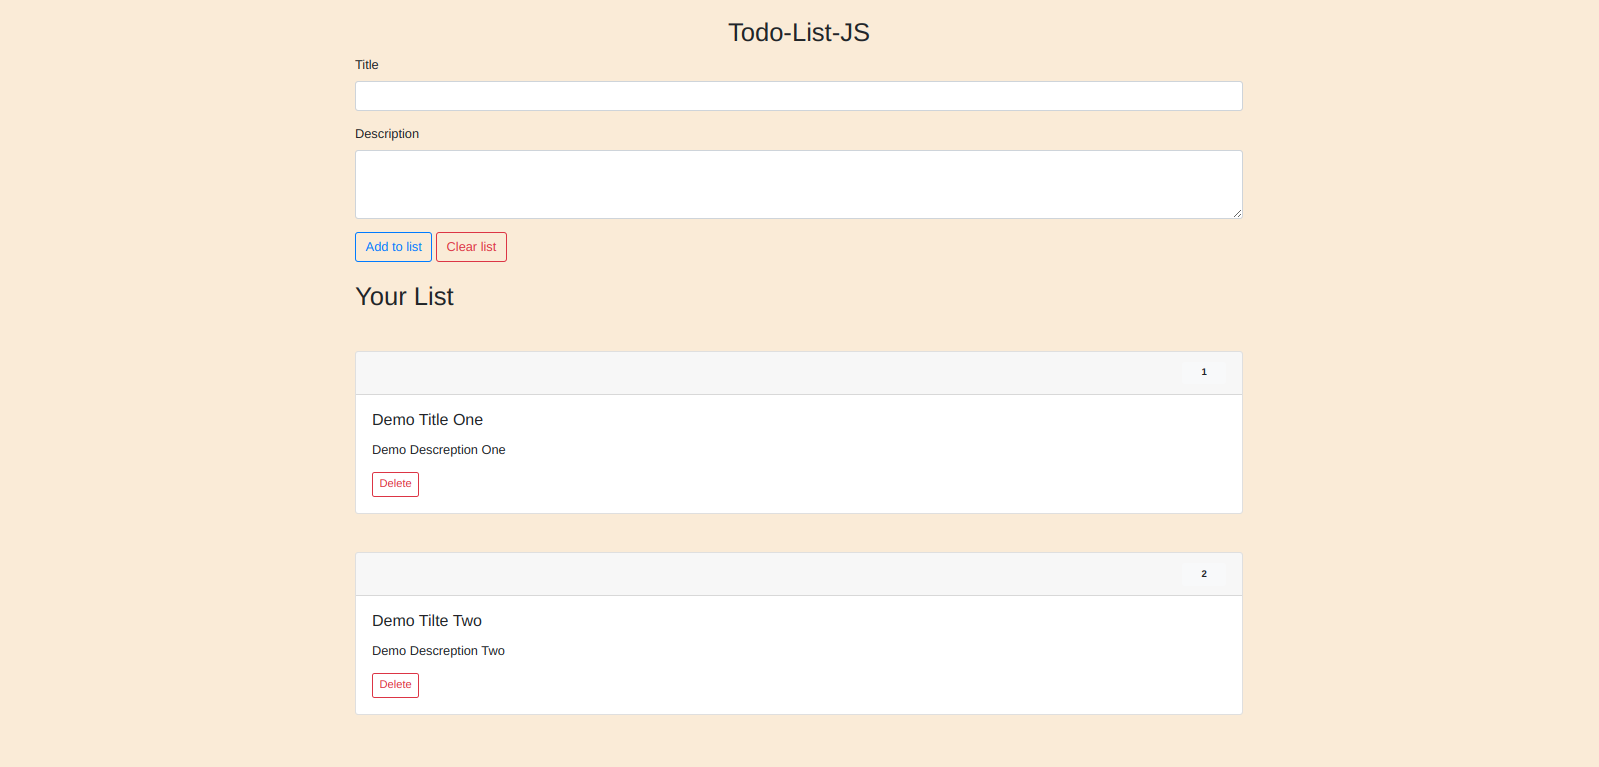 Todo-List-JS
Title
Description
Add to list Clear list
Your List
1
Demo Title One
Demo Descreption One
Delete
2
Demo Tilte Two
Demo Descreption Two
Delete